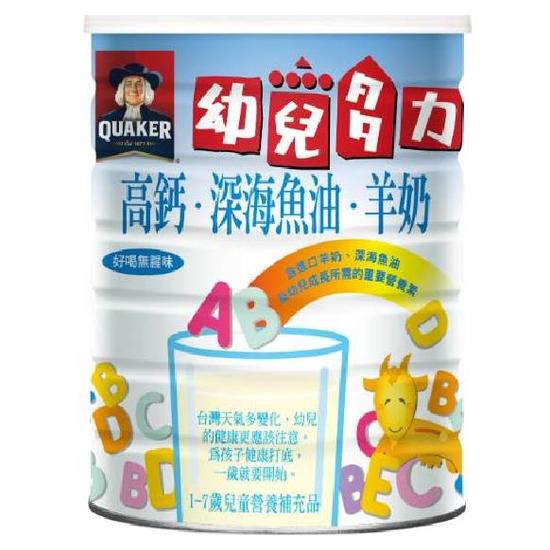 QUAKER
幼兒多力
高鈣・深海魚油・羊奶
好喝無腥味
含進口羊奶、深海魚油
及幼兒成長所需的重要營養素
A B
D
B
D B C
C
B B D
B E C
台灣天氣多變化，幼兒
的健康更應該注意。
為孩子健康打底，
一歲就要開始。
1-7歲兒童營養補充品